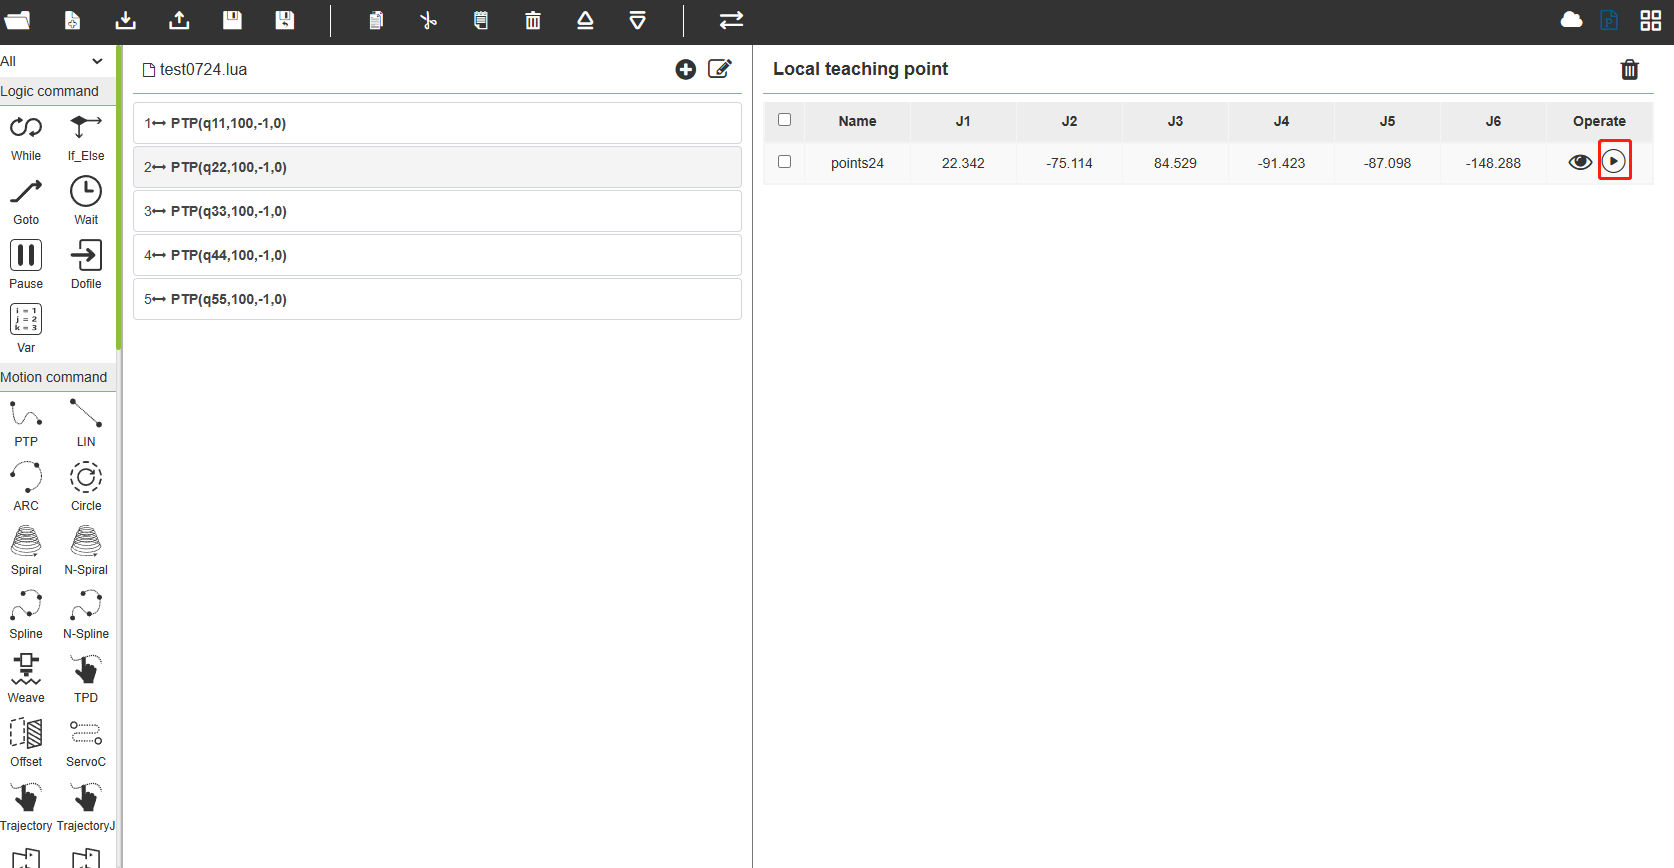 All
Logic command
While If_Else
Goto Wait
Pause Dofile
i = 1
j = 2
k = 3
Var
Motion command
PTP LIN
ARC Circle
Spiral N-Spiral
Spline N-Spline
Weave TPD
Offset ServoC
Trajectory TrajectoryJ
test0724.lua
1 PTP(q11,100,-1,0)
2 PTP(q22,100,-1,0)
3 PTP(q33,100,-1,0)
4 PTP(q44,100,-1,0)
5 PTP(q55,100,-1,0)
P
Local teaching point
Name J1 J2 J3 J4 J5 J6 Operate
points24 22.342 -75.114 84.529 -91.423 -87.098 -148.288